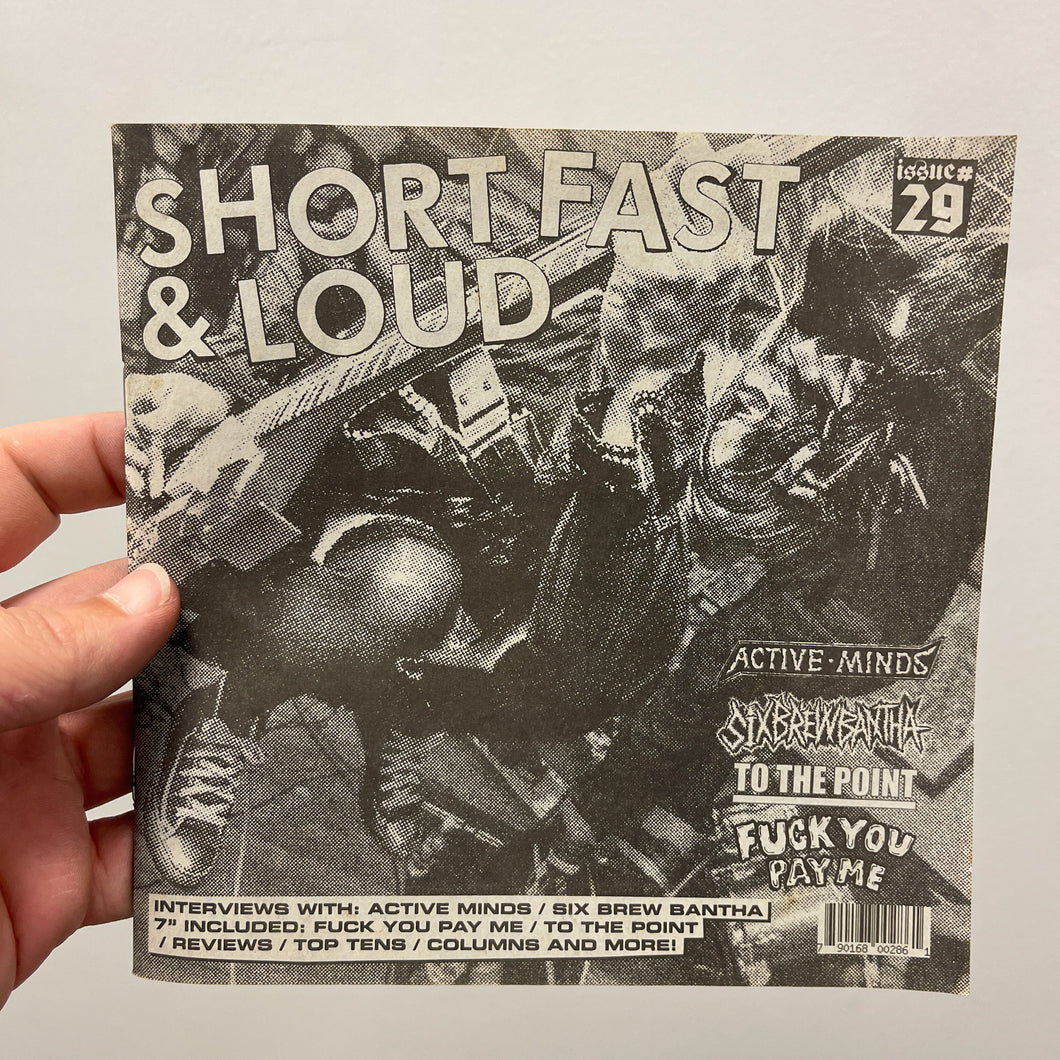 SHORT FAST
& LOUD
issue#
29
ACTIVE·MINDS
SIXBREWBANTHA
TO THE POINT
FUCK YOU
PAY ME
INTERVIEWS WITH: ACTIVE MINDS / SIX BREW BANTHA
7" INCLUDED: FUCK YOU PAY ME / TO THE POINT
/ REVIEWS / TOP TENS / COLUMNS AND MORE!
7 90168 00286 1